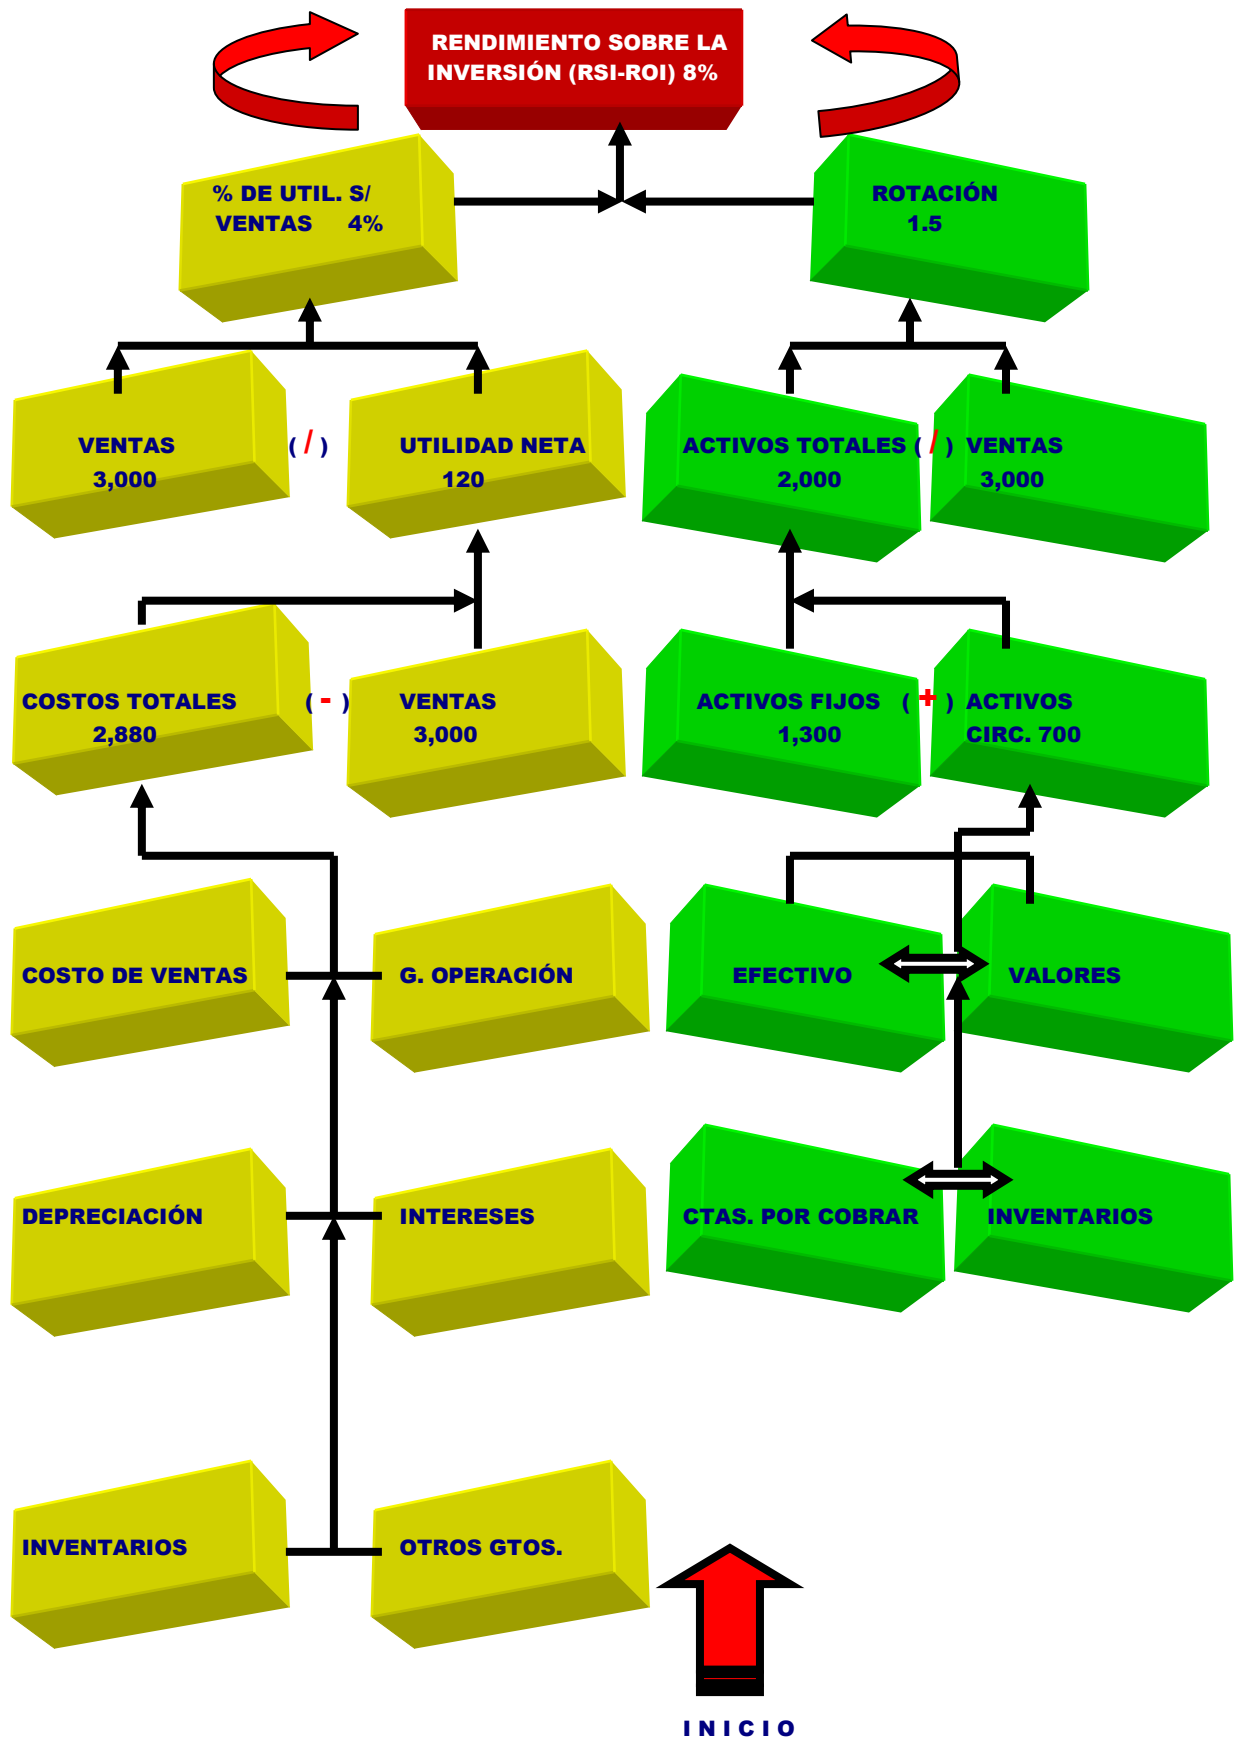 RENDIMIENTO SOBRE LA
INVERSIÓN (RSI-ROI) 8%
% DE UTIL. S/
VENTAS 4%
ROTACIÓN
1.5
VENTAS ( / ) UTILIDAD NETA ACTIVOS TOTALES ( / ) VENTAS
3,000 120 2,000 3,000
COSTOS TOTALES ( - ) VENTAS ACTIVOS FIJOS ( + ) ACTIVOS
2,880 3,000 1,300 CIRC. 700
COSTO DE VENTAS G. OPERACIÓN EFECTIVO VALORES
DEPRECIACIÓN INTERESES CTAS. POR COBRAR INVENTARIOS
INVENTARIOS OTROS GTOS.
I N I C I O